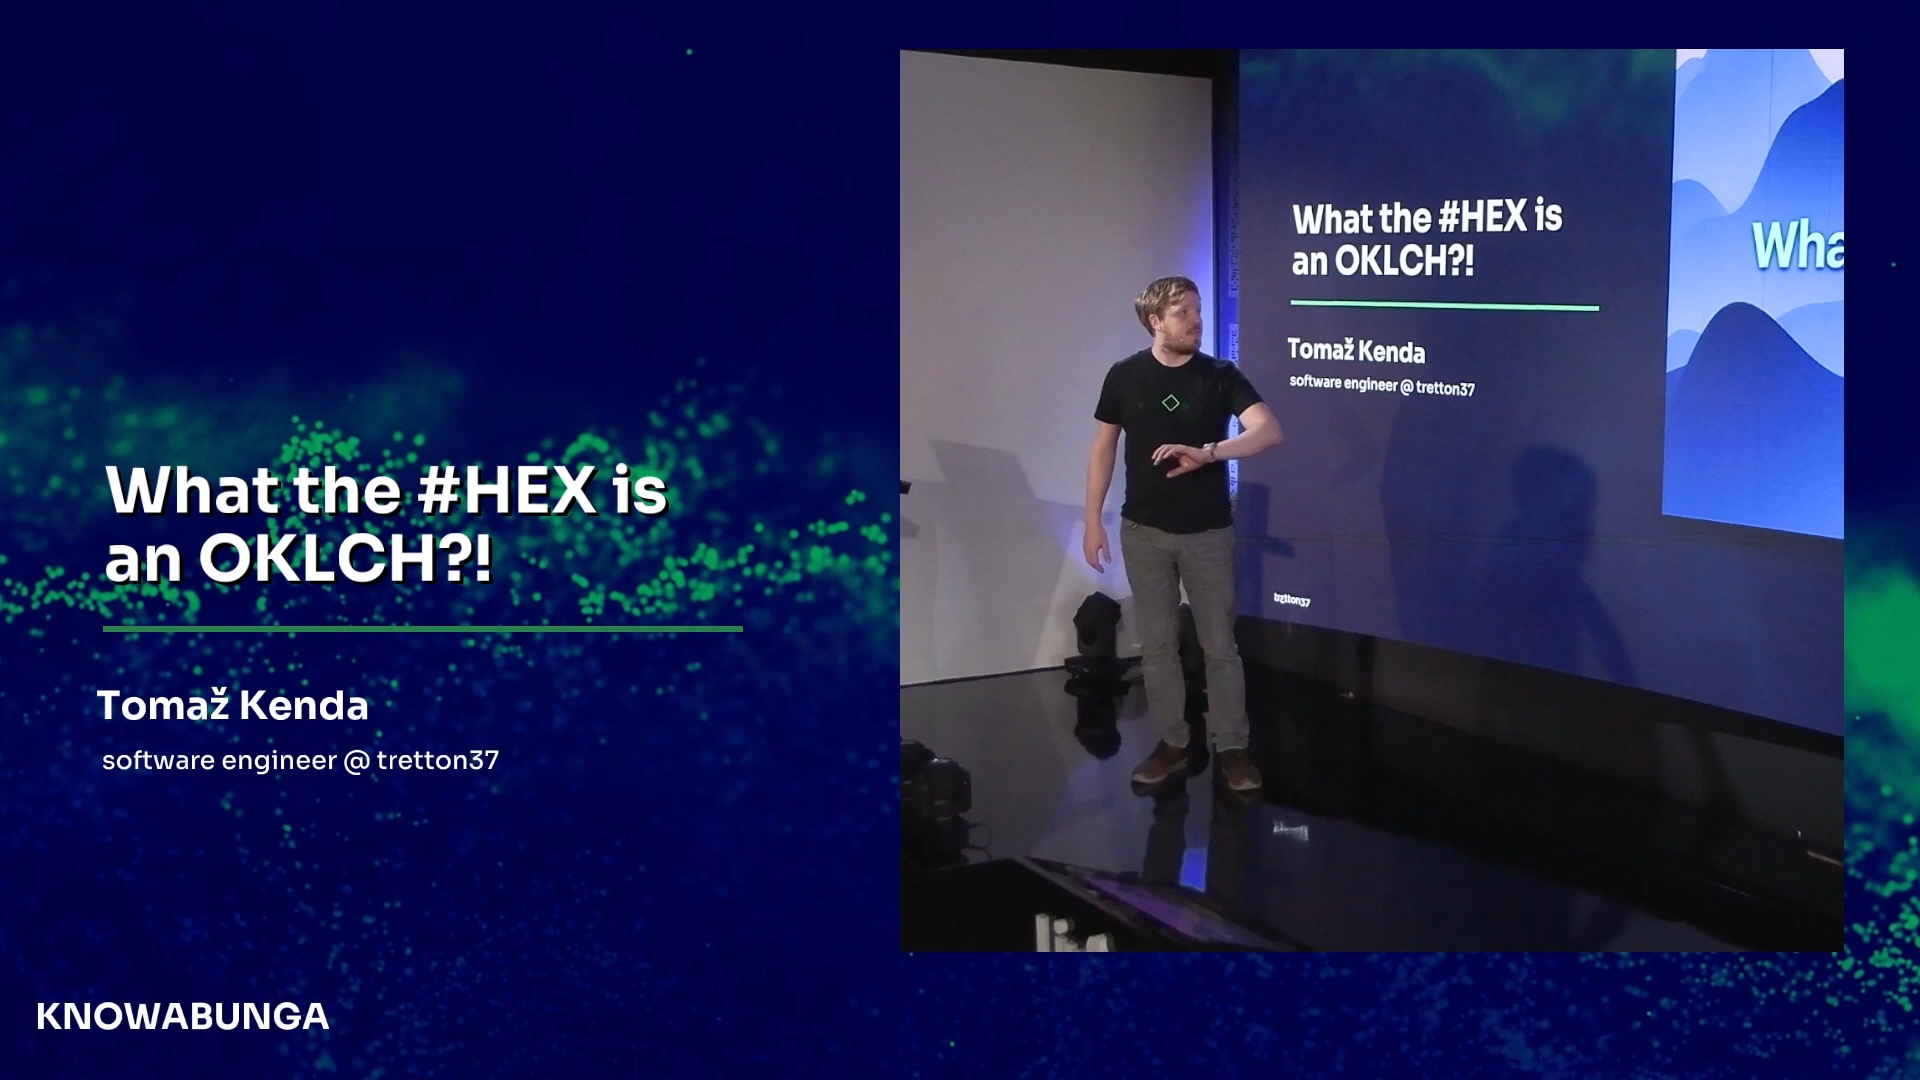 What the #HEX is
an OKLCH?!
Tomaž Kenda
software engineer @ tretton37
KNOWABUNGA
What the #HEX is
an OKLCH?!
Tomaž Kenda
software engineer @ tretton37
tretton37
Wha